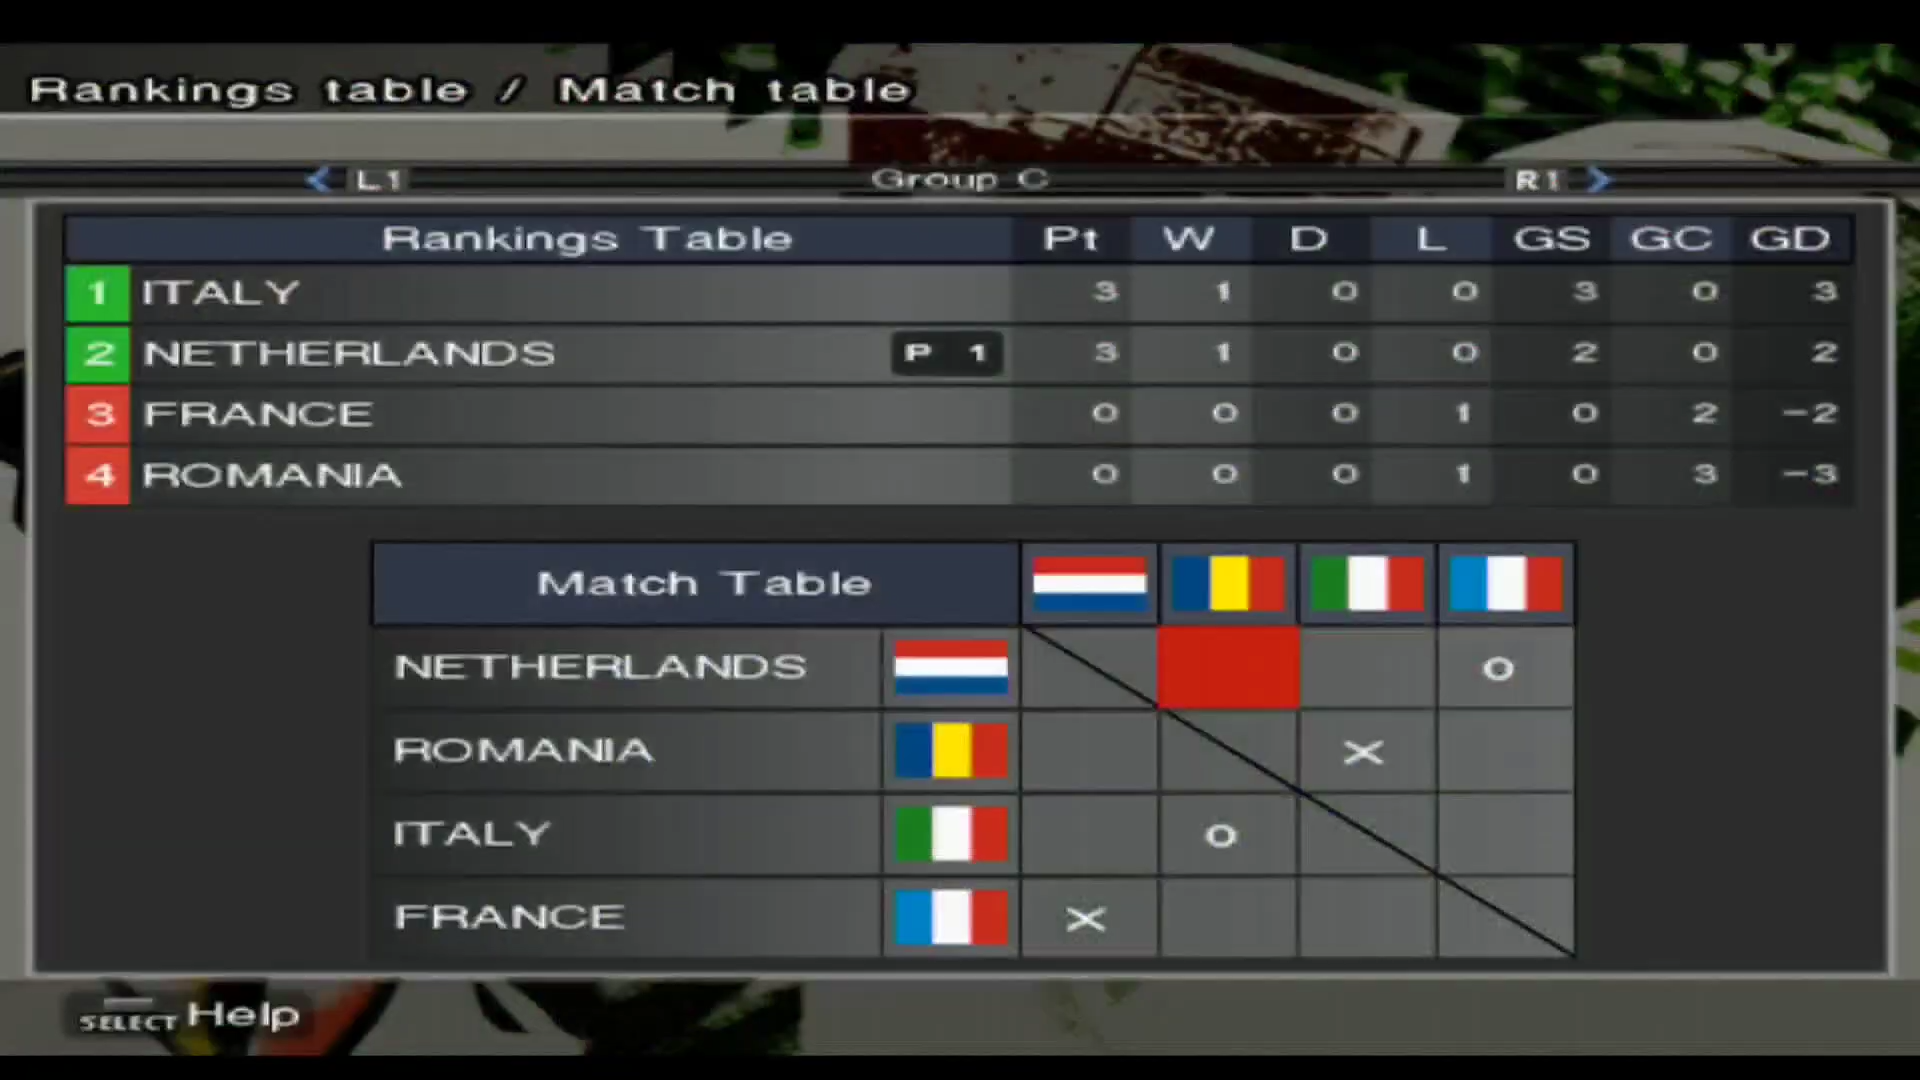 Rankings table / Match table
L1 Group C R1
Rankings Table Pt W D L GS GC GD
1 ITALY 3 1 0 0 3 0 3
2 NETHERLANDS P 1 3 1 0 0 2 0 2
3 FRANCE 0 0 0 1 0 2 -2
4 ROMANIA 0 0 0 1 0 3 -3
Match Table
NETHERLANDS O
ROMANIA X
ITALY O
FRANCE X
SELECT Help